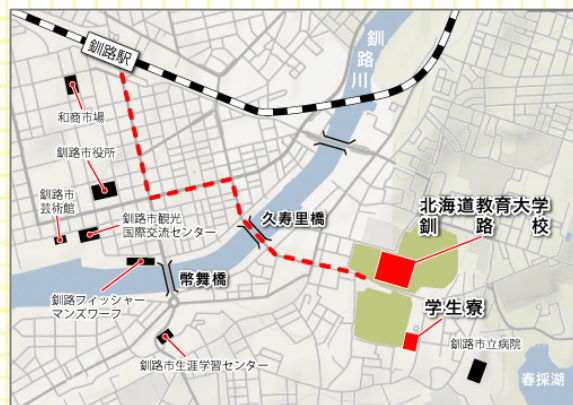 釧路駅
釧路川
和商市場
釧路市役所
釧路市
芸術館
釧路市観光
国際交流センター
久寿里橋
北海道教育大学
釧路校
幣舞橋
釧路フィッシャー
マンズワーフ
学生寮
釧路市立病院
釧路市生涯学習センター
春採湖